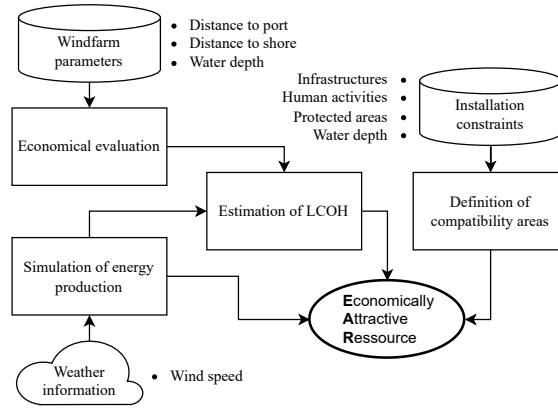 Windfarm
parameters
• Distance to port
• Distance to shore
• Water depth
Infrastructures •
Human activities •
Protected areas •
Water depth •
Installation
constraints
Economical evaluation
Estimation of LCOH
Definition of
compatibility areas
Simulation of energy
production
Economically
Attractive
Ressource
Weather
information
• Wind speed